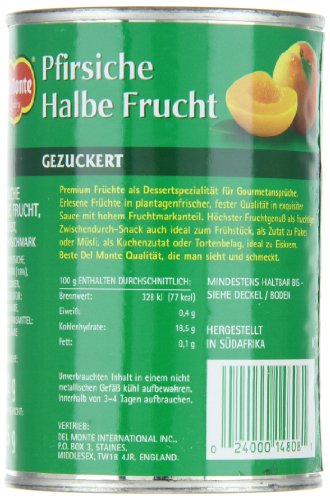 Monte
Pfirsiche
Halbe Frucht
GEZUCKERT
FRUCHT,
Premium Früchte als Dessertspezialität für Gourmetansprüche.
Erlesene Früchte in plantagenfrischer, fester Qualität in exquisiter
Sauce mit hohem Fruchtmarkanteil. Höchster Fruchtgenuß als fruchtiger
Zwischendurch-Snack auch ideal zum Frühstück, als Zutat zu Pakes
oder Müsli, als Kuchenzutat oder Tortenbelag, ideal zu Eiskrem.
Beste Del Monte Qualität, die man sieht und schmeckt.
100 g ENTHALTEN DURCHSCHNITTLICH:
Brennwert: 328 kJ (77 kcal)
Eiweiß: 0,4 g
Kohlenhydrate: 18,5 g
Fett: 0,1 g
MINDESTENS HALTBAR BIS -
SIEHE DECKEL / BODEN
HERGESTELLT
IN SÜDAFRIKA
Unverbrauchten Inhalt in einem nicht
metallischen Gefäß kühl aufbewahren.
Innerhalb von 3-4 Tagen aufbrauchen.
VERTRIEB:
DEL MONTE INTERNATIONAL INC.,
P.O. BOX 3, STAINES,
MIDDLESEX, TW18 4JR, ENGLAND.
0 24000 14808 1